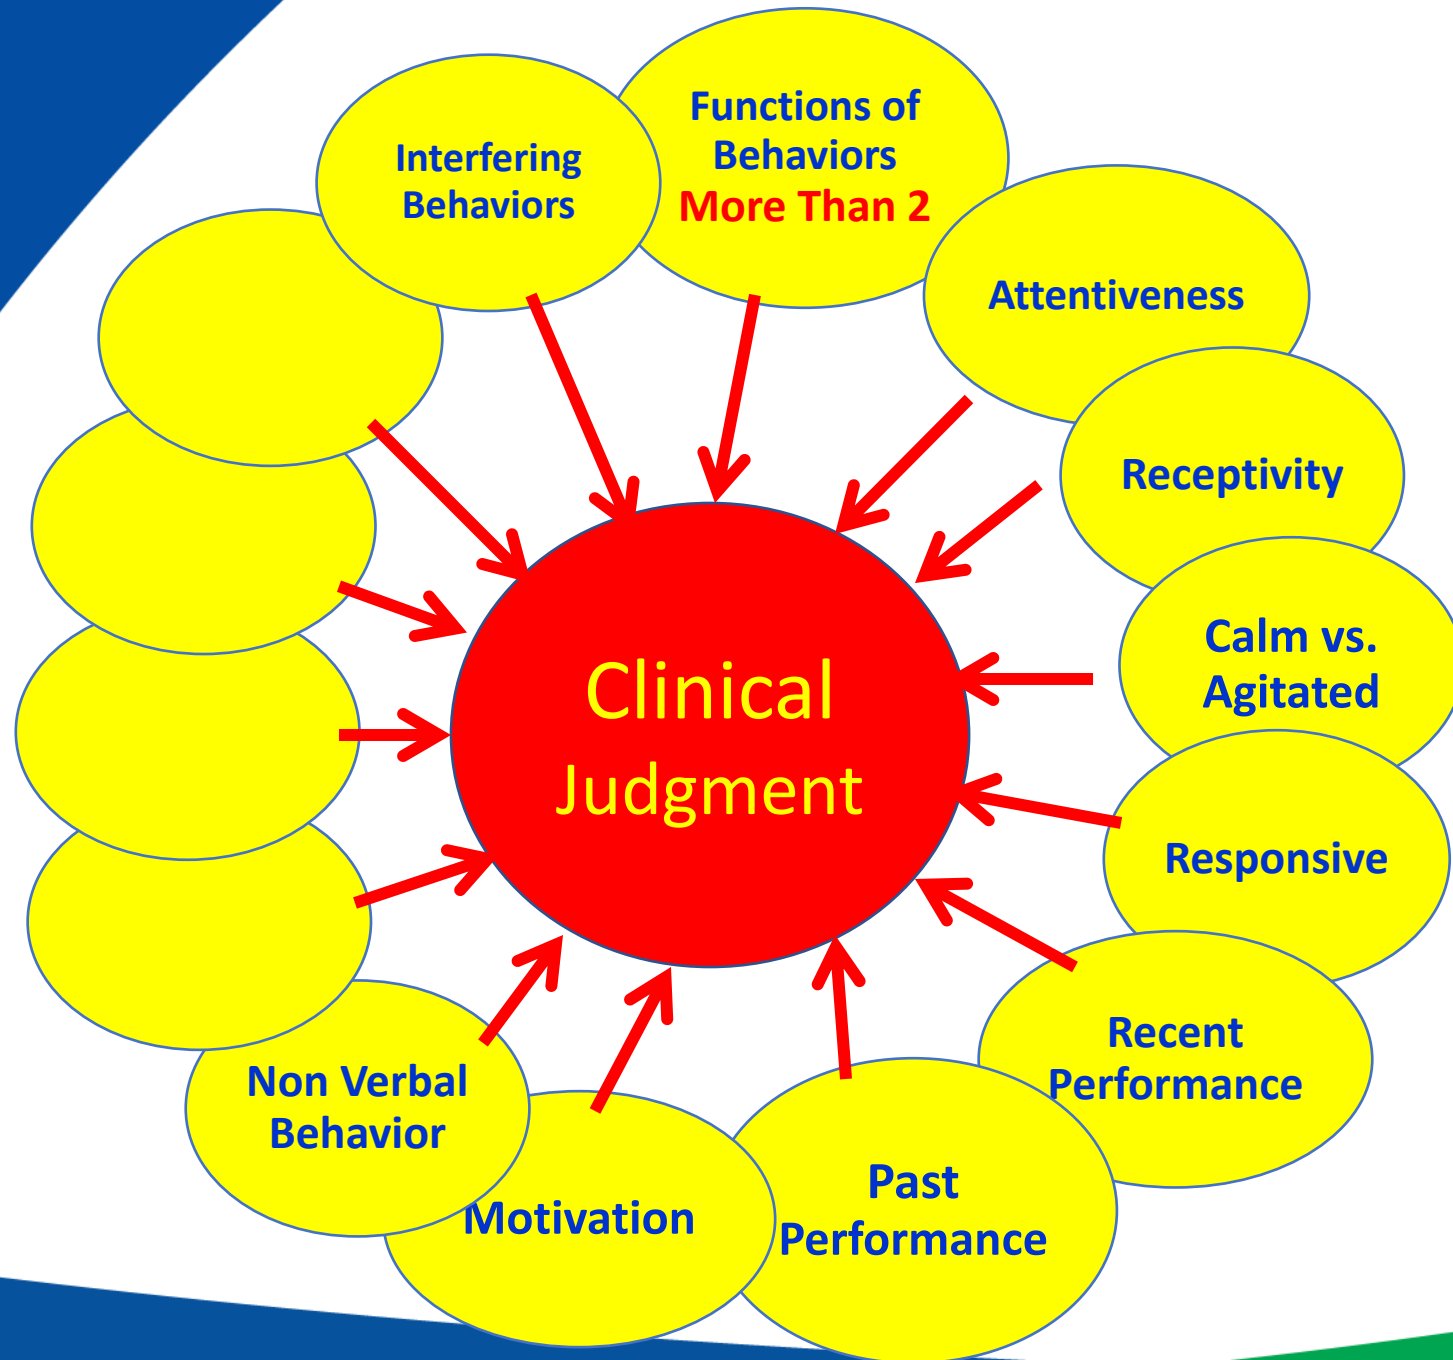 Functions of
Behaviors
More Than 2
Interfering
Behaviors
Attentiveness
Receptivity
Calm vs.
Agitated
Responsive
Recent
Performance
Past
Performance
Motivation
Non Verbal
Behavior
Clinical
Judgment